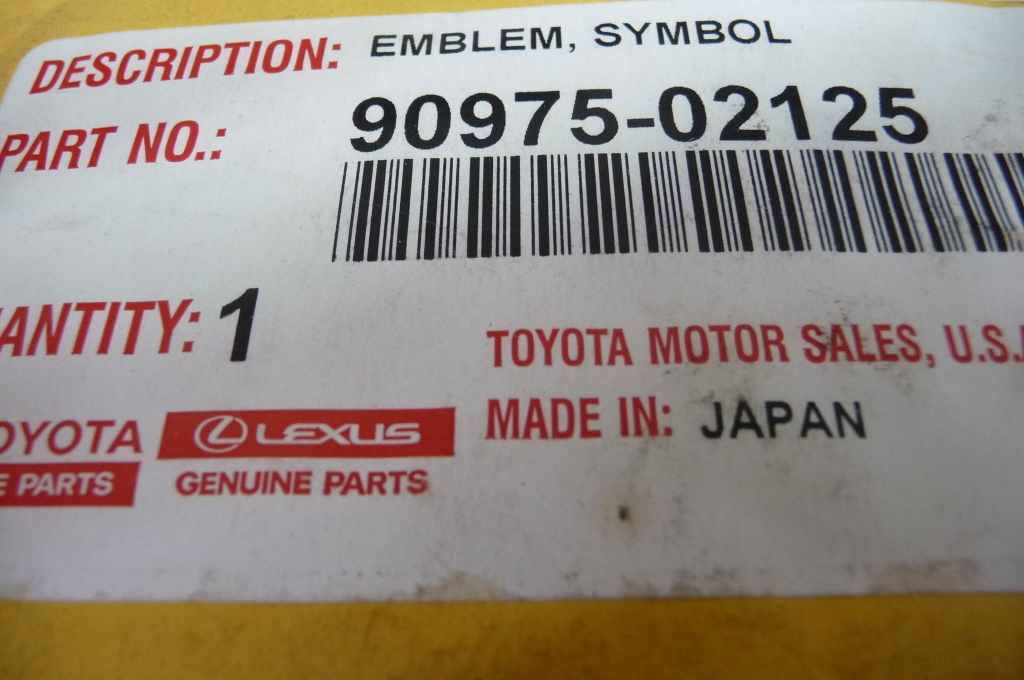 DESCRIPTION: EMBLEM, SYMBOL
PART NO.: 90975-02125
ANTITY: 1
TOYOTA MOTOR SALES, U.S.
MADE IN: JAPAN
OYOTA LEXUS
E PARTS GENUINE PARTS